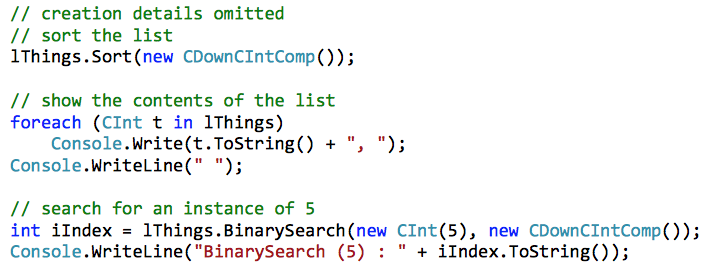 // creation details omitted
// sort the list
lThings.Sort(new CDownCIntComp());
// show the contents of the list
foreach (CInt t in lThings)
Console.Write(t.ToString() + ", ");
Console.WriteLine(" ");
// search for an instance of 5
int iIndex = lThings.BinarySearch(new CInt(5), new CDownCIntComp());
Console.WriteLine("BinarySearch (5) : " + iIndex.ToString());